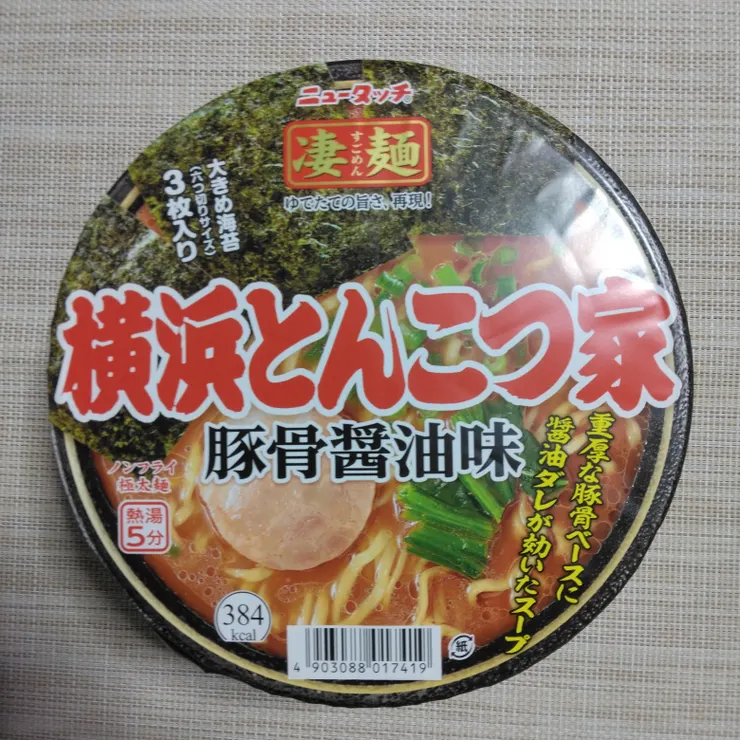 ニュータッチ®
凄麺
すごめん
ゆでたての旨さ、再現!
大きめ海苔
(六つ切りサイズ)
3枚入り
横浜とんこつ家
豚骨醤油味
重厚な豚骨ベースに
醤油ダレが効いたスープ
ノンフライ
極太麺
熱湯
5分
384
kcal
4 903088 017419
紙